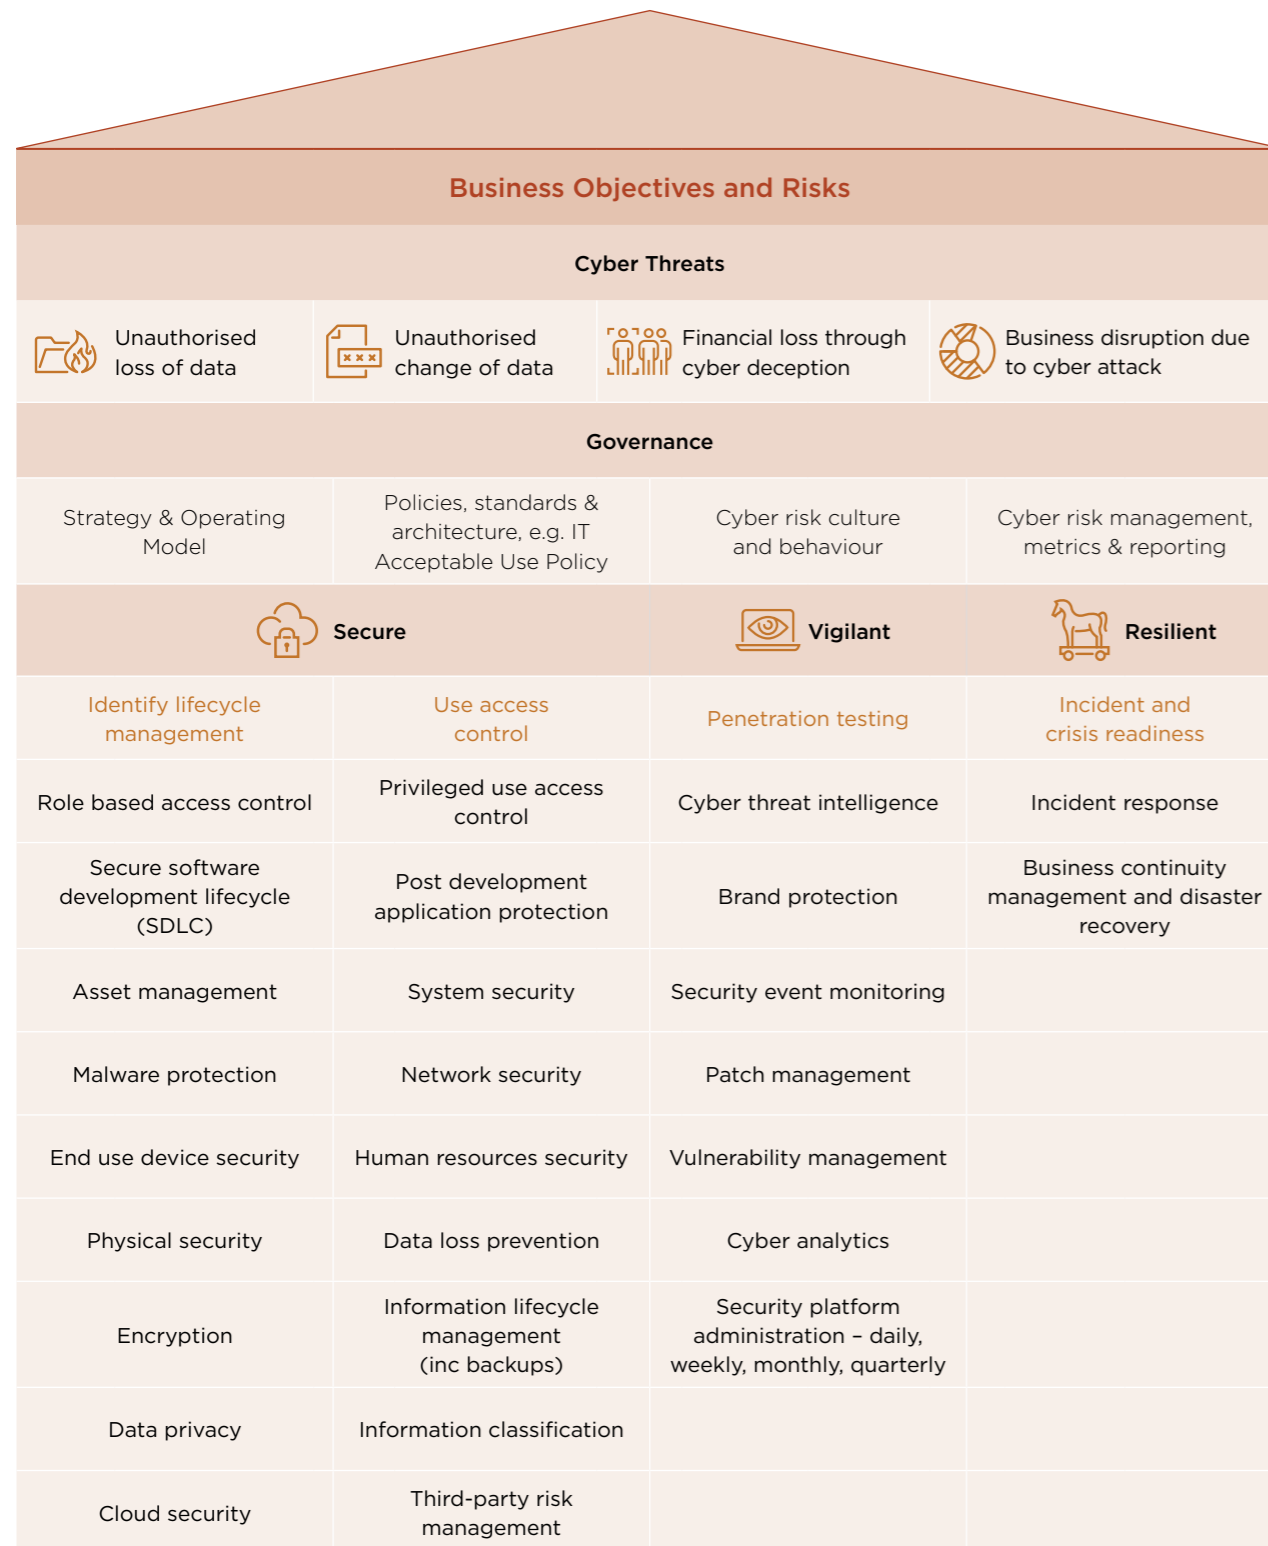 Business Objectives and Risks
Cyber Threats
Unauthorised
loss of data
Unauthorised
change of data
Financial loss through
cyber deception
Business disruption due
to cyber attack
Governance
Strategy & Operating
Model
Policies, standards &
architecture, e.g. IT
Acceptable Use Policy
Cyber risk culture
and behaviour
Cyber risk management,
metrics & reporting
Secure
Vigilant
Resilient
Identify lifecycle
management
Use access
control
Penetration testing
Incident and
crisis readiness
Role based access control
Privileged use access
control
Cyber threat intelligence
Incident response
Secure software
development lifecycle
(SDLC)
Post development
application protection
Brand protection
Business continuity
management and disaster
recovery
Asset management
System security
Security event monitoring
Malware protection
Network security
Patch management
End use device security
Human resources security
Vulnerability management
Physical security
Data loss prevention
Cyber analytics
Encryption
Information lifecycle
management
(inc backups)
Security platform
administration – daily,
weekly, monthly, quarterly
Data privacy
Information classification
Cloud security
Third-party risk
management